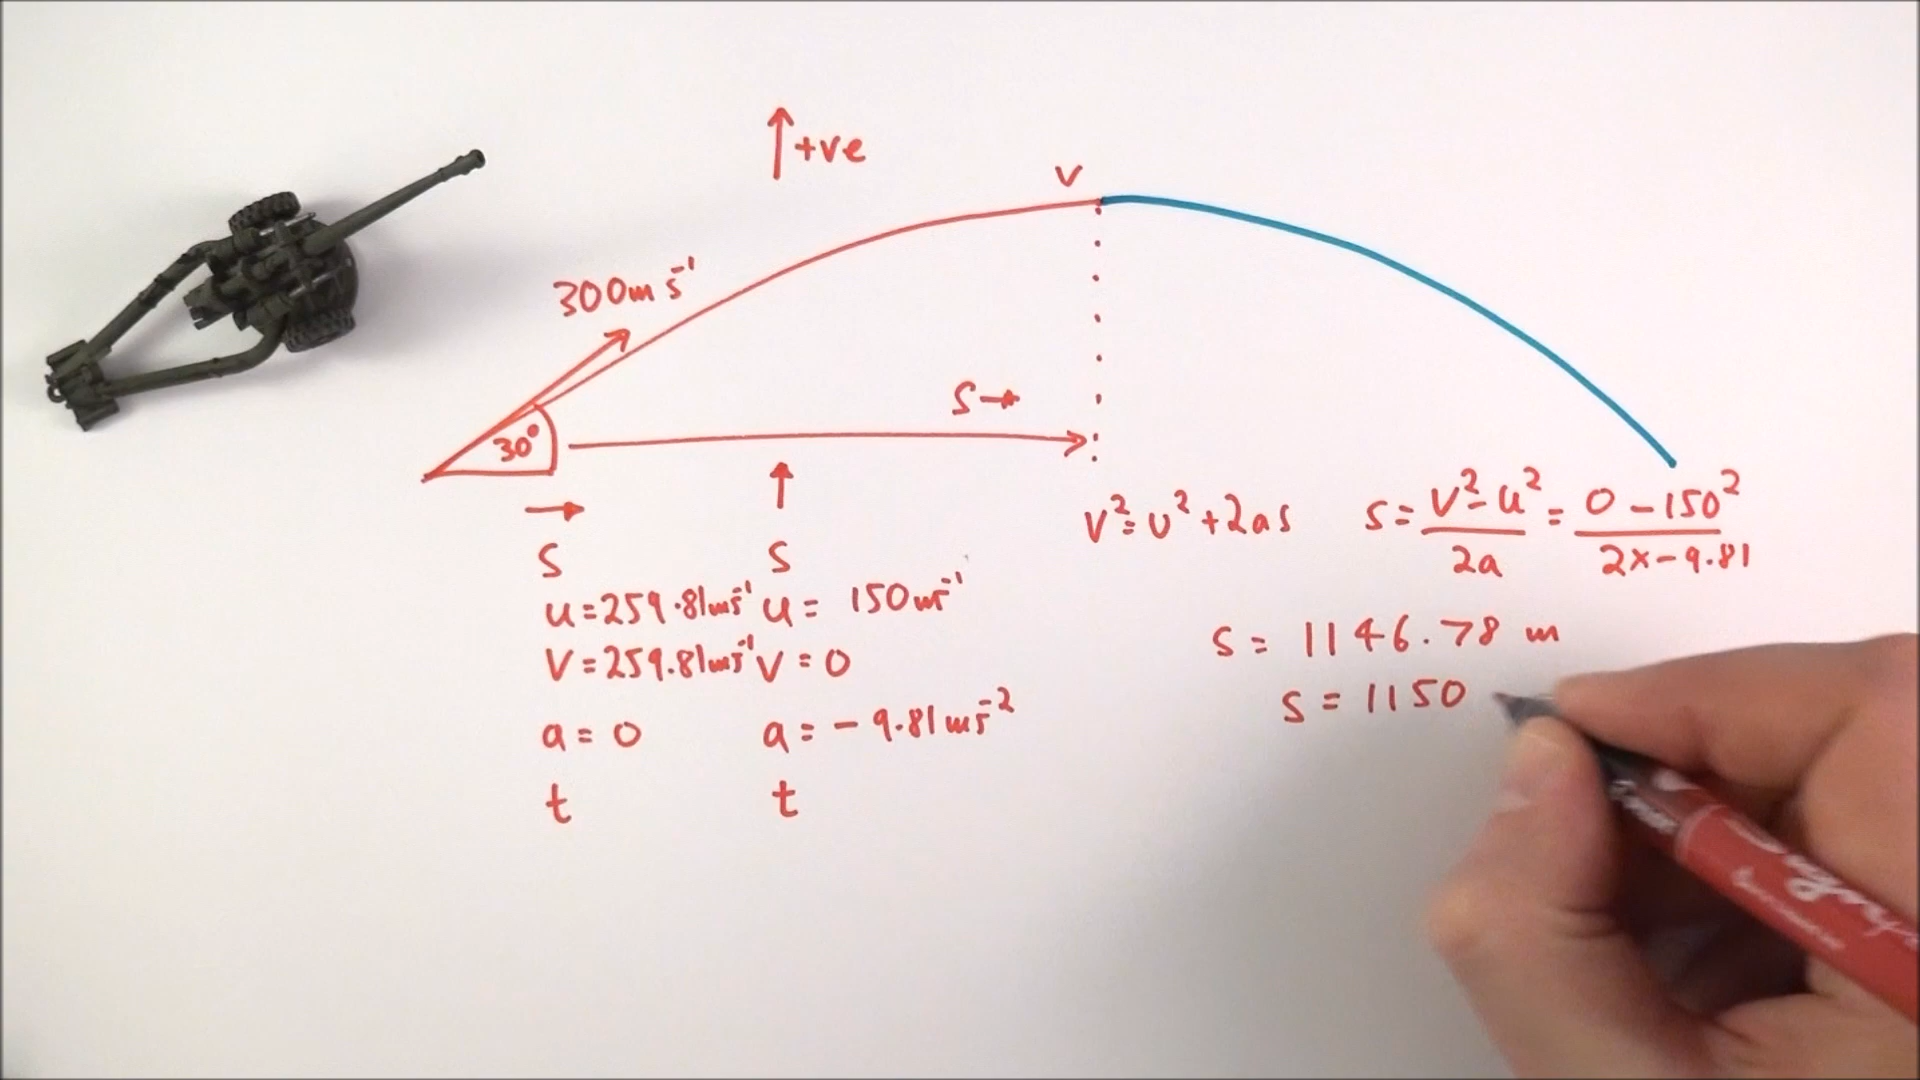 ↑+ve
v
300ms⁻¹
s→
30°
s
s
v²=u²+2as s=v²-u²/2a=0-150²/2x-9.81
u=259.81ms⁻¹ u= 150ms⁻¹
s= 1146.78 m
v=259.81ms⁻¹ v=0
s=1150
a=0 a=-9.81ms⁻²
t t